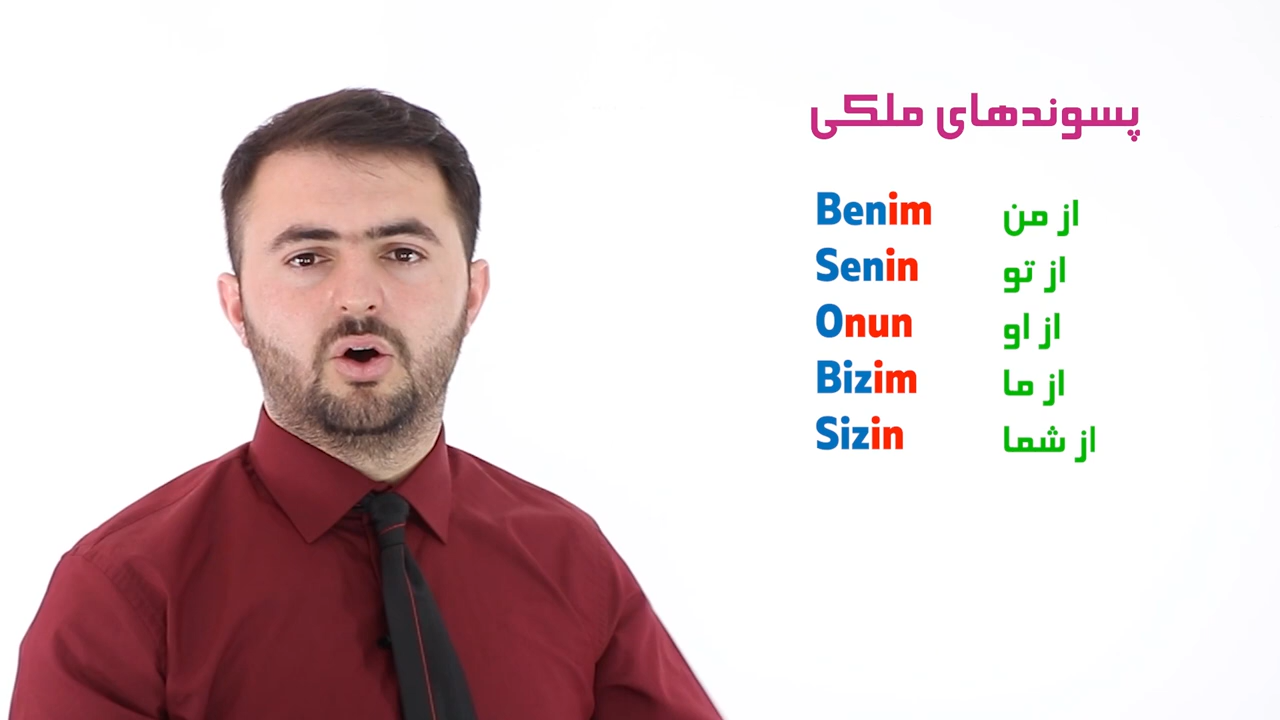 پسوندهای ملکی
Benim از من
Senin از تو
Onun از او
Bizim از ما
Sizin از شما